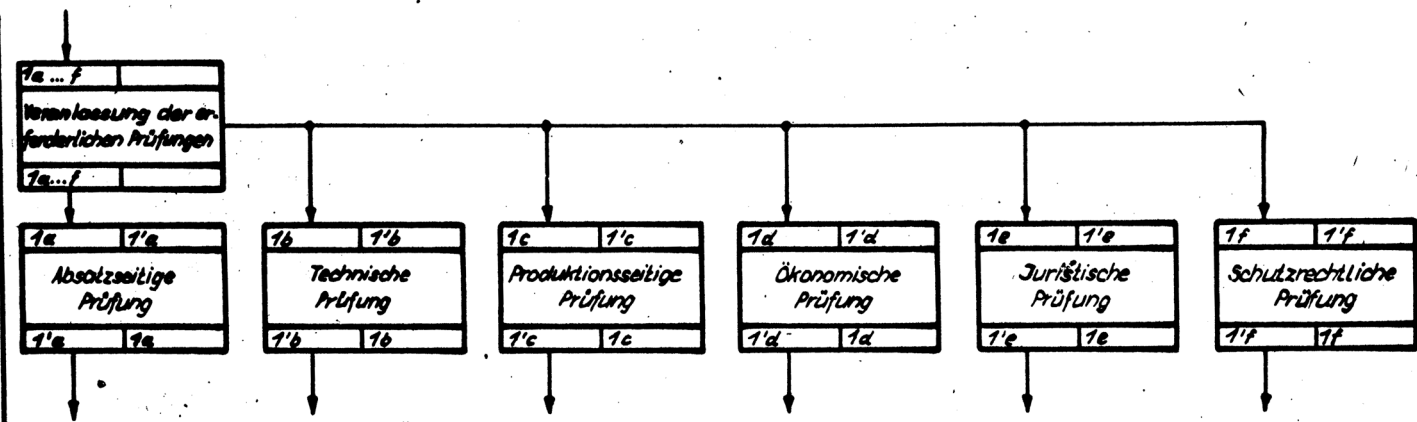 1a...f
Veranlassung der er-
forderlichen Prüfungen
1a...f
1a 1'a
Absatzseitige
Prüfung
1'a 1a
1b 1'b
Technische
Prüfung
1'b 1b
1c 1'c
Produktionsseitige
Prüfung
1'c 1c
1d 1'd
Ökonomische
Prüfung
1'd 1d
1e 1'e
Juristische
Prüfung
1'e 1e
1f 1'f
Schutzrechtliche
Prüfung
1'f 1f